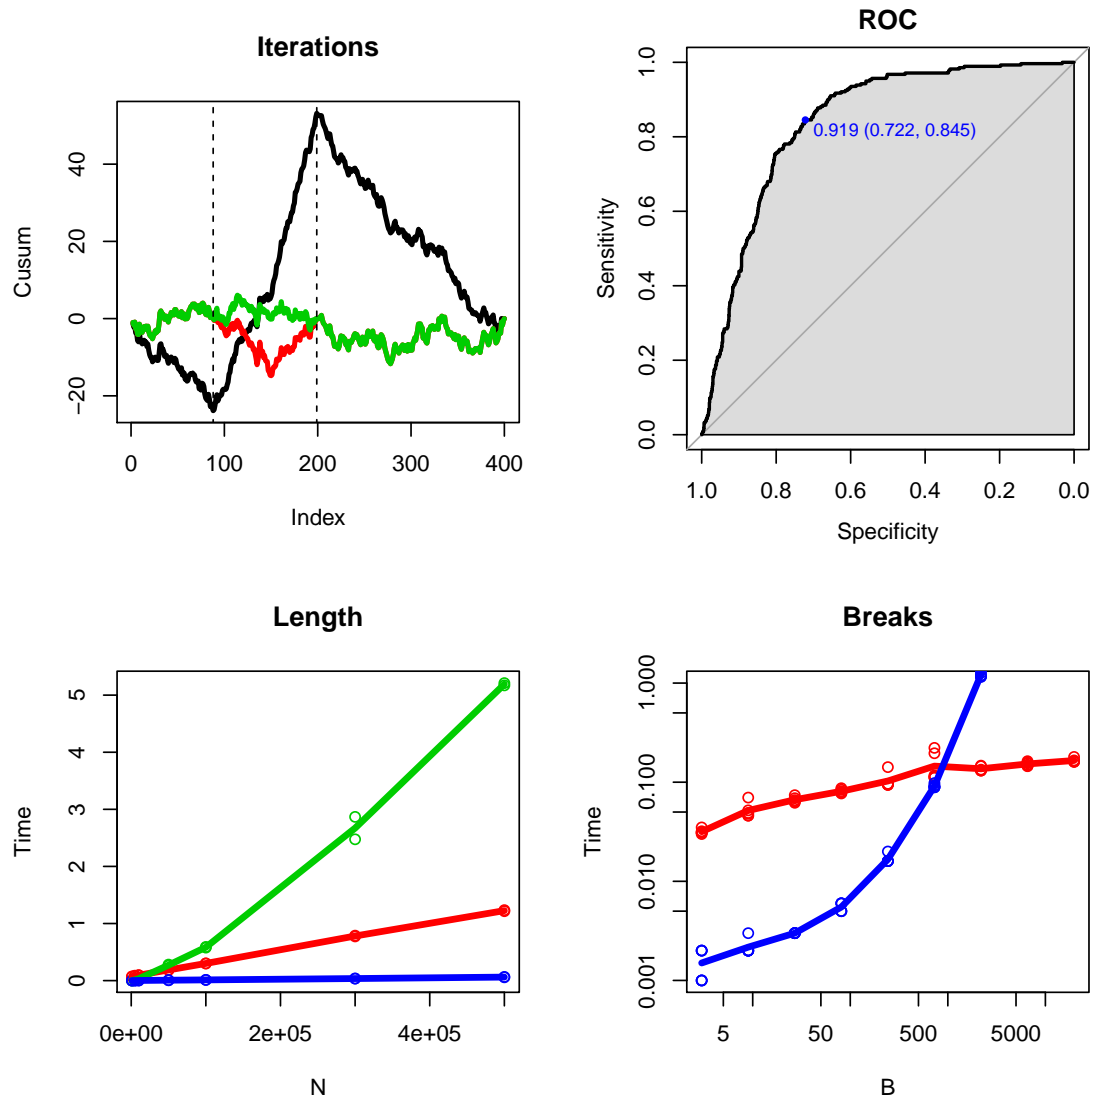 Iterations
Cusum
40
20
0
−20
0 100 200 300 400
Index
ROC
Sensitivity
1.0
0.8
0.6
0.4
0.2
0.0
0.919 (0.722, 0.845)
1.0 0.8 0.6 0.4 0.2 0.0
Specificity
Length
Time
5
4
3
2
1
0
0e+00 2e+05 4e+05
N
Breaks
Time
1.000
0.100
0.010
0.001
5 50 500 5000
B